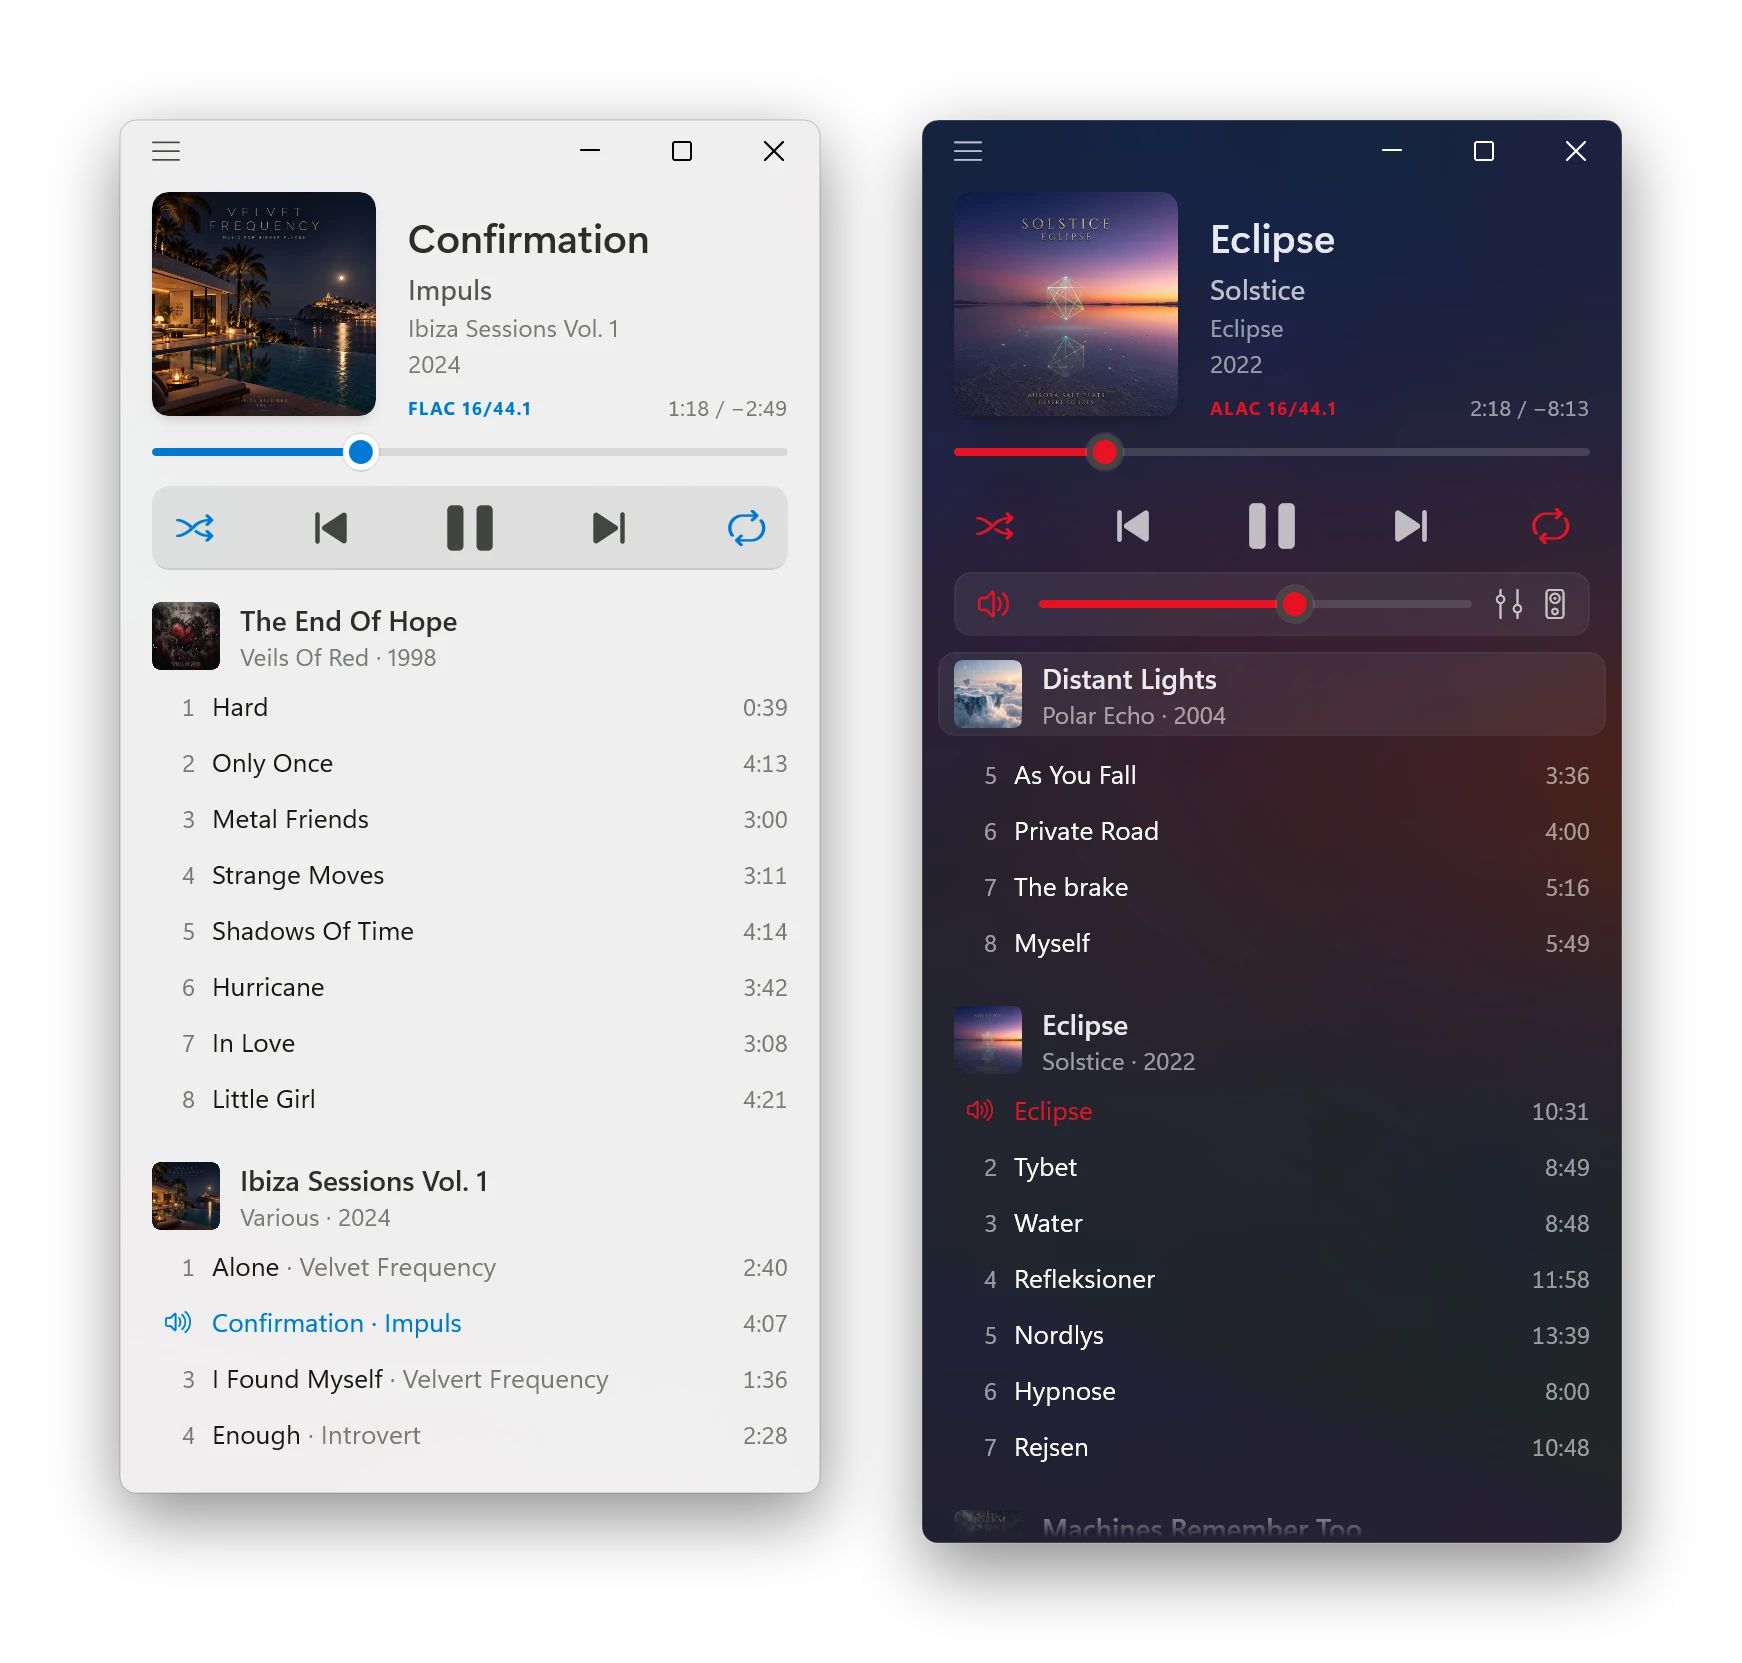 VELVET
FREQUENCY
MUSIC FOR HIGHER PLACES
Confirmation
Impuls
Ibiza Sessions Vol. 1
2024
FLAC 16/44.1
1:18 / −2:49
The End Of Hope
Veils Of Red · 1998
1 Hard 0:39
2 Only Once 4:13
3 Metal Friends 3:00
4 Strange Moves 3:11
5 Shadows Of Time 4:14
6 Hurricane 3:42
7 In Love 3:08
8 Little Girl 4:21
Ibiza Sessions Vol. 1
Various · 2024
1 Alone · Velvet Frequency 2:40
Confirmation · Impuls 4:07
3 I Found Myself · Velvert Frequency 1:36
4 Enough · Introvert 2:28
SOLSTICE
ECLIPSE
Eclipse
Solstice
Eclipse
2022
ALAC 16/44.1
2:18 / −8:13
Distant Lights
Polar Echo · 2004
5 As You Fall 3:36
6 Private Road 4:00
7 The brake 5:16
8 Myself 5:49
Eclipse
Solstice · 2022
Eclipse 10:31
2 Tybet 8:49
3 Water 8:48
4 Refleksioner 11:58
5 Nordlys 13:39
6 Hypnose 8:00
7 Rejsen 10:48
Machines Remember Too